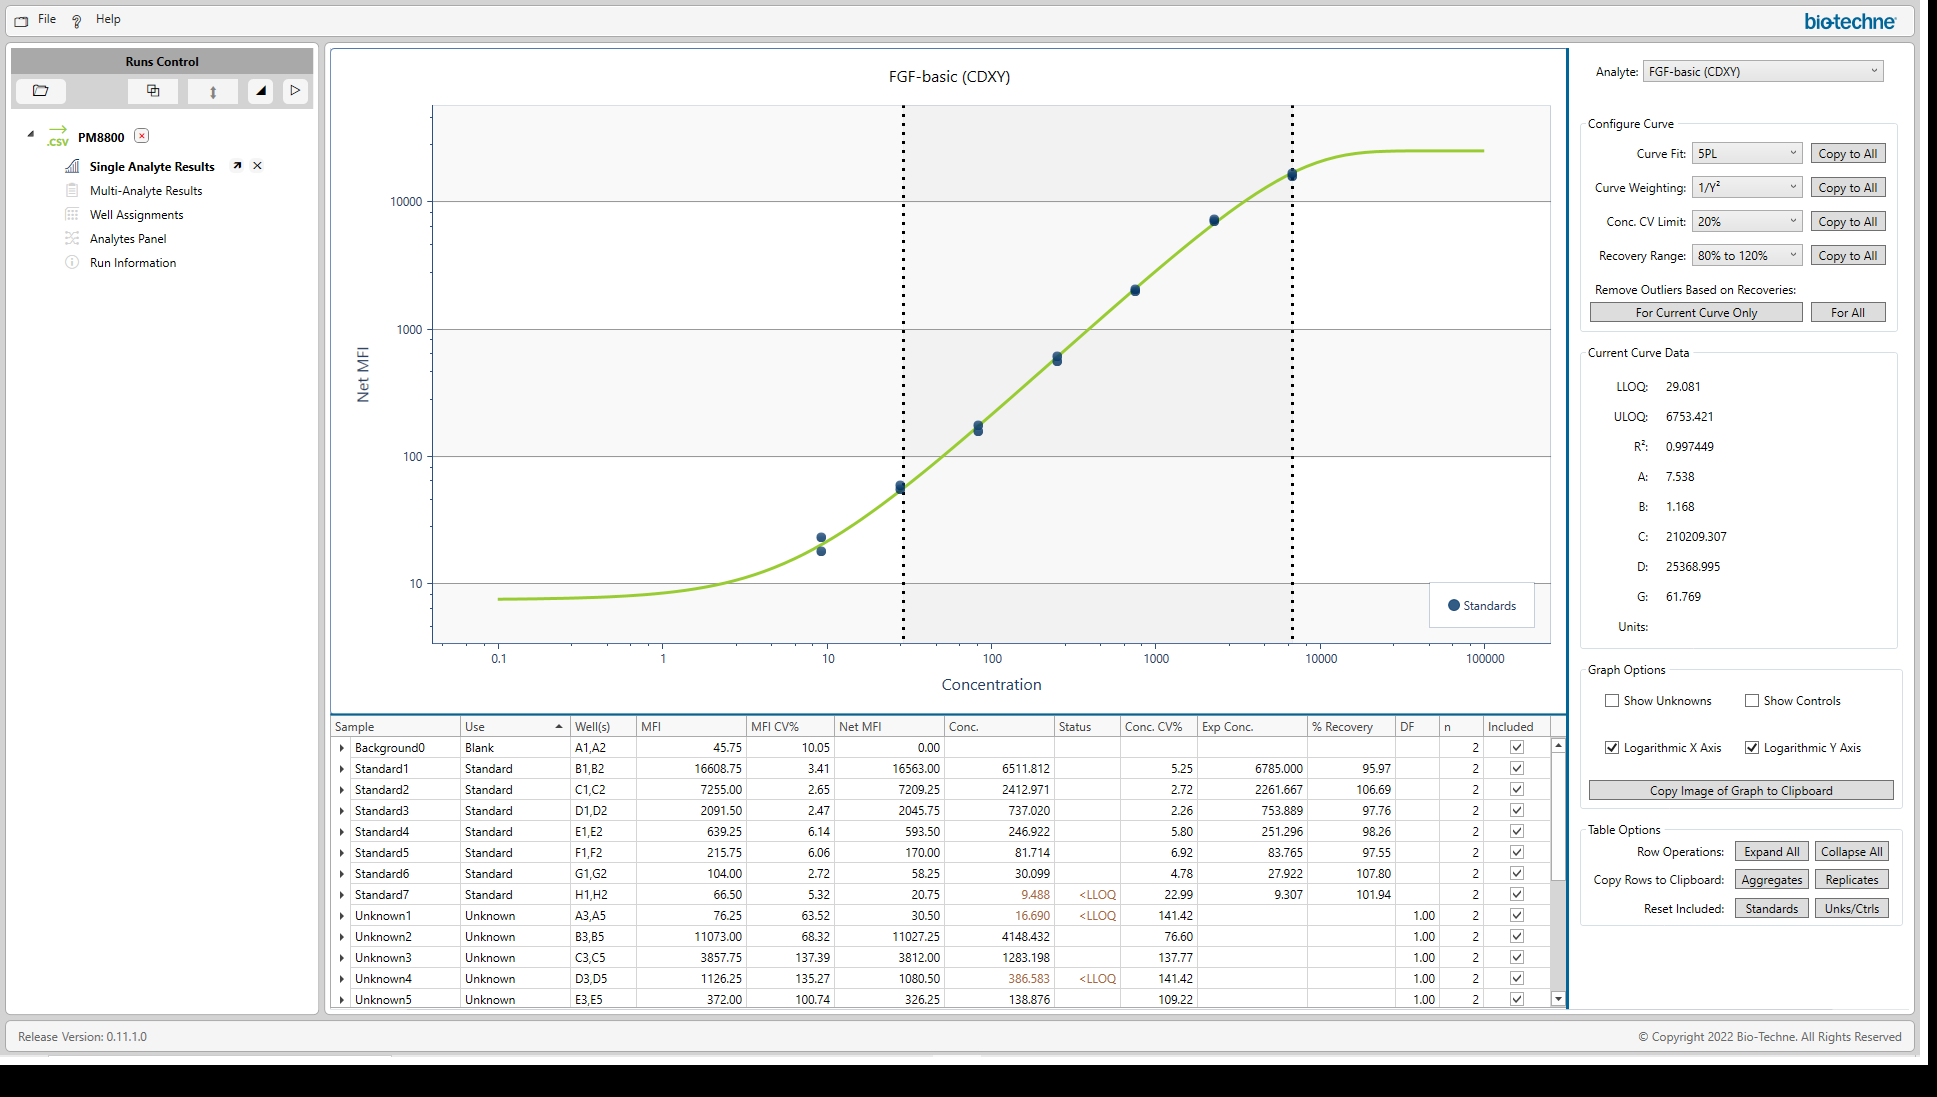 File Help
bio-techne
Runs Control
.CSV PM8800
Single Analyte Results
Multi-Analyte Results
Well Assignments
Analytes Panel
Run Information
FGF-basic (CDXY)
Net MFI
10000
1000
100
10
Standards
0.1 1 10 100 1000 10000 100000
Concentration
Sample Use Well(s) MFI MFI CV% Net MFI Conc. Status Conc. CV% Exp Conc. % Recovery DF n Included
Background0 Blank A1,A2 45.75 10.05 0.00 2
Standard1 Standard B1,B2 16608.75 3.41 16563.00 6511.812 5.25 6785.000 95.97 2
Standard2 Standard C1,C2 7255.00 2.65 7209.25 2412.971 2.72 2261.667 106.69 2
Standard3 Standard D1,D2 2091.50 2.47 2045.75 737.020 2.26 753.889 97.76 2
Standard4 Standard E1,E2 639.25 6.14 593.50 246.922 5.80 251.296 98.26 2
Standard5 Standard F1,F2 215.75 6.06 170.00 81.714 6.92 83.765 97.55 2
Standard6 Standard G1,G2 104.00 2.72 58.25 30.099 4.78 27.922 107.80 2
Standard7 Standard H1,H2 66.50 5.32 20.75 9.488 <LLOQ 22.99 9.307 101.94 2
Unknown1 Unknown A3,A5 76.25 63.52 30.50 16.690 <LLOQ 141.42 1.00 2
Unknown2 Unknown B3,B5 11073.00 68.32 11027.25 4148.432 76.60 1.00 2
Unknown3 Unknown C3,C5 3857.75 137.39 3812.00 1283.198 137.77 1.00 2
Unknown4 Unknown D3,D5 1126.25 135.27 1080.50 386.583 <LLOQ 141.42 1.00 2
Unknown5 Unknown E3,E5 372.00 100.74 326.25 138.876 109.22 1.00 2
Analyte: FGF-basic (CDXY)
Configure Curve
Curve Fit: 5PL Copy to All
Curve Weighting: 1/Y² Copy to All
Conc. CV Limit: 20% Copy to All
Recovery Range: 80% to 120% Copy to All
Remove Outliers Based on Recoveries:
For Current Curve Only For All
Current Curve Data
LLOQ: 29.081
ULOQ: 6753.421
R²: 0.997449
A: 7.538
B: 1.168
C: 210209.307
D: 25368.995
G: 61.769
Units:
Graph Options
Show Unknowns Show Controls
Logarithmic X Axis Logarithmic Y Axis
Copy Image of Graph to Clipboard
Table Options
Row Operations: Expand All Collapse All
Copy Rows to Clipboard: Aggregates Replicates
Reset Included: Standards Unks/Ctrls
Release Version: 0.11.1.0
© Copyright 2022 Bio-Techne. All Rights Reserved